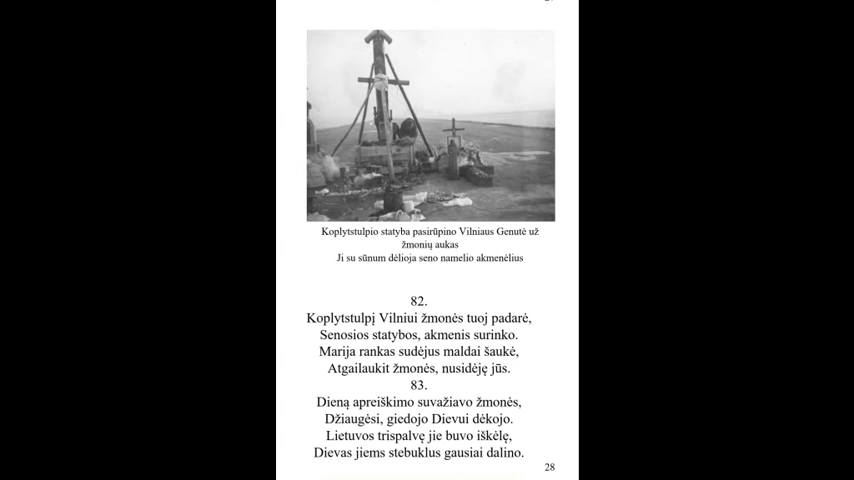 Koplytstulpio statyba pasirūpino Vilniaus Genutė už
žmonių aukas
Ji su sūnum dėlioja seno namelio akmenėlius
82.
Koplytstulpį Vilniui žmonės tuoj padarė,
Senosios statybos, akmenis surinko.
Marija rankas sudėjus maldai šaukė,
Atgailaukit žmonės, nusidėję jūs.
83.
Dieną apreiškimo suvažiavo žmonės,
Džiaugėsi, giedojo Dievui dėkojo.
Lietuvos trispalvę jie buvo iškėlę,
Dievas jiems stebuklus gausiai dalino.
28